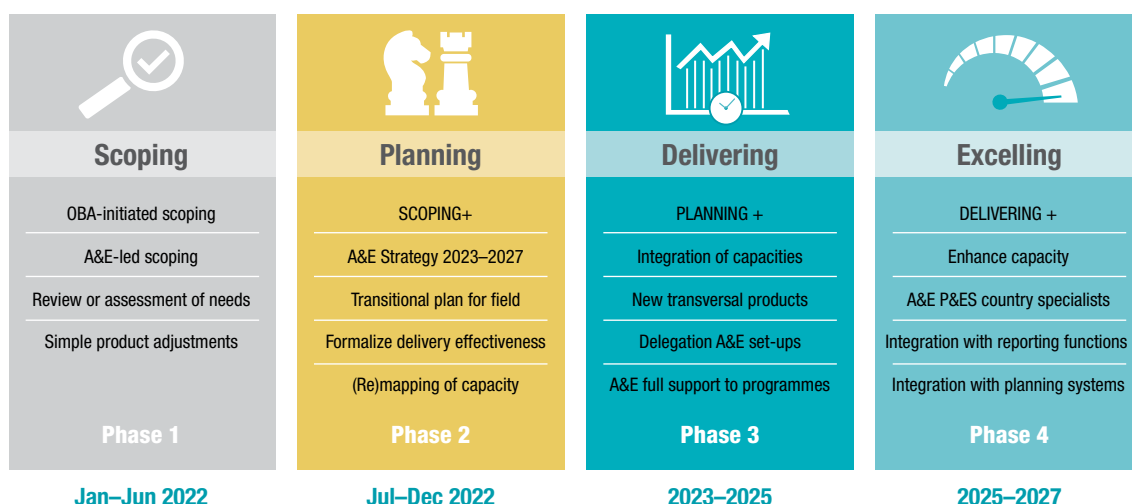 Scoping
OBA-initiated scoping
A&E-led scoping
Review or assessment of needs
Simple product adjustments
Phase 1
Jan–Jun 2022
Planning
SCOPING+
A&E Strategy 2023–2027
Transitional plan for field
Formalize delivery effectiveness
(Re)mapping of capacity
Phase 2
Jul–Dec 2022
Delivering
PLANNING +
Integration of capacities
New transversal products
Delegation A&E set-ups
A&E full support to programmes
Phase 3
2023–2025
Excelling
DELIVERING +
Enhance capacity
A&E P&ES country specialists
Integration with reporting functions
Integration with planning systems
Phase 4
2025–2027